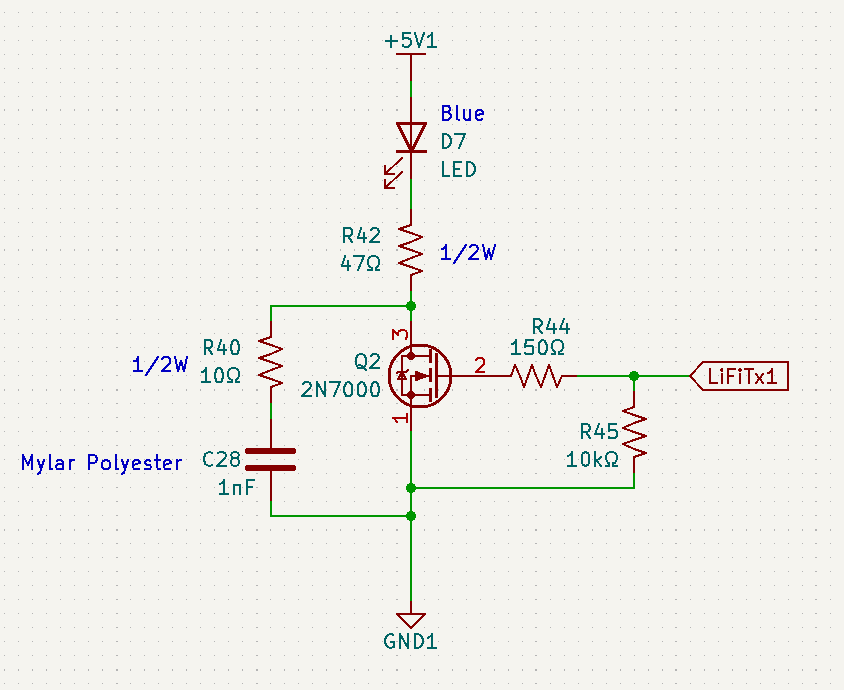 +5V1
Blue
D7
LED
R42
47Ω
1/2W
R44
150Ω
3
R40
10Ω
1/2W
Q2
2N7000
2
LiFiTx1
1
R45
10kΩ
Mylar Polyester
C28
1nF
GND1